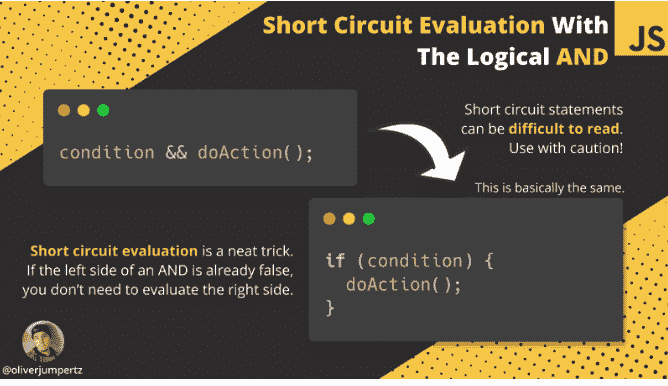 Short Circuit Evaluation With
The Logical AND
JS
condition && doAction();
Short circuit statements
can be difficult to read.
Use with caution!
This is basically the same.
Short circuit evaluation is a neat trick.
If the left side of an AND is already false,
you don't need to evaluate the right side.
if (condition) {
doAction();
}
@oliverjumpertz